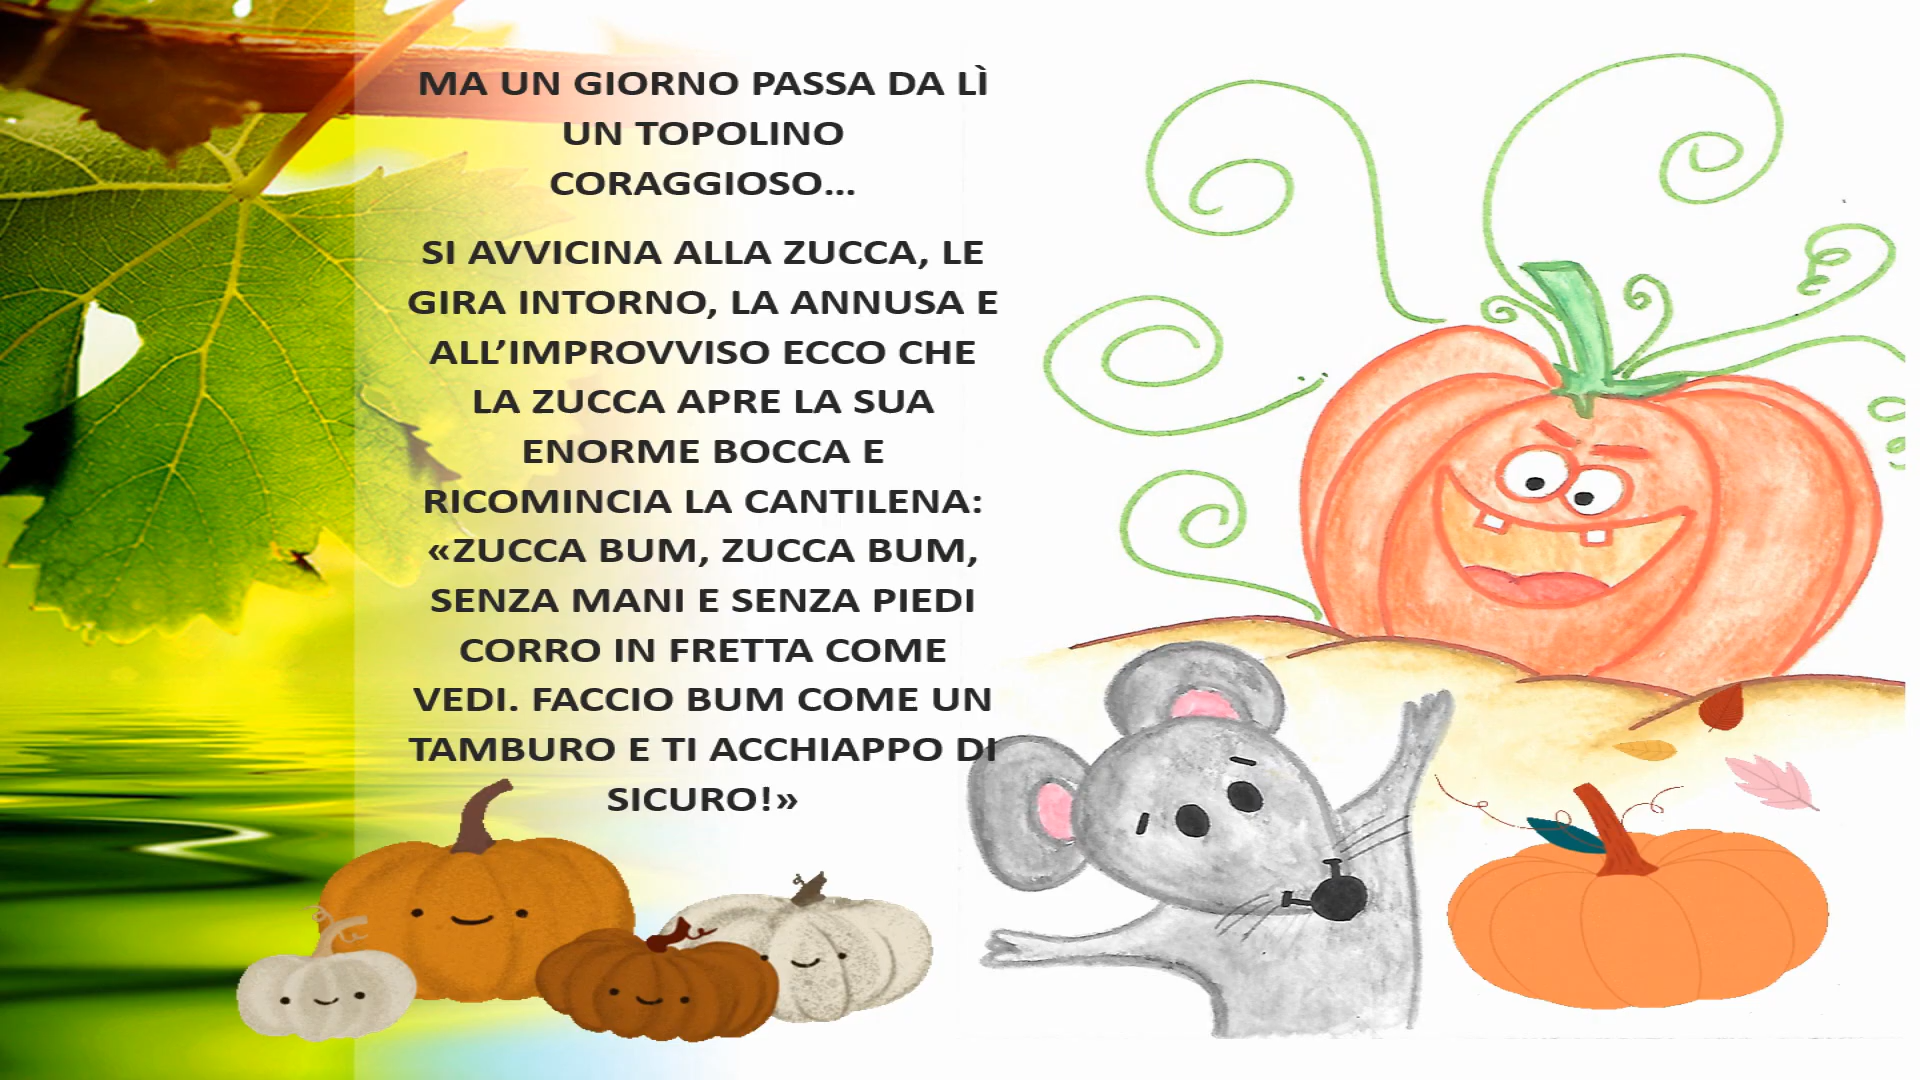 MA UN GIORNO PASSA DA LÌ
UN TOPOLINO
CORAGGIOSO...
SI AVVICINA ALLA ZUCCA, LE
GIRA INTORNO, LA ANNUSA E
ALL’IMPROVVISO ECCO CHE
LA ZUCCA APRE LA SUA
ENORME BOCCA E
RICOMINCIA LA CANTILENA:
«ZUCCA BUM, ZUCCA BUM,
SENZA MANI E SENZA PIEDI
CORRO IN FRETTA COME
VEDI. FACCIO BUM COME UN
TAMBURO E TI ACCHIAPPO DI
SICURO!»